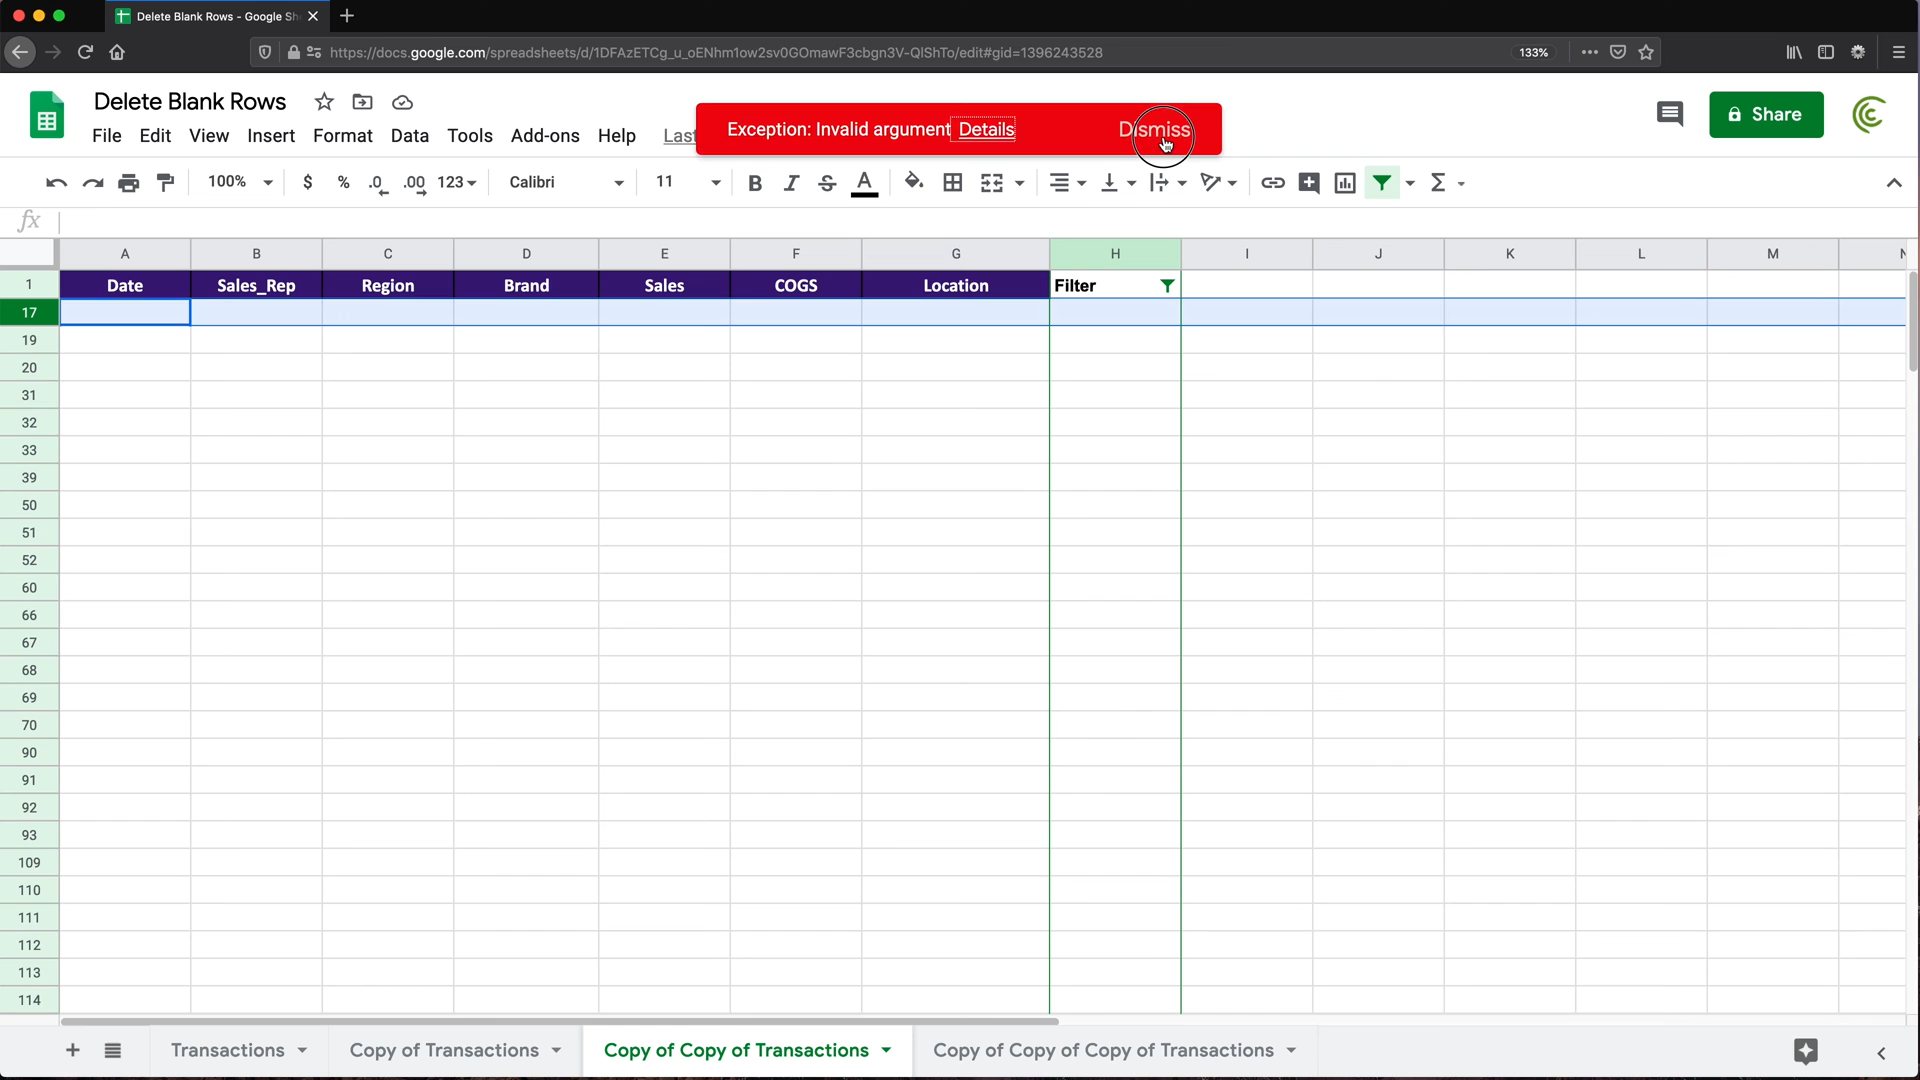 Delete Blank Rows - Google Sh
https://docs.google.com/spreadsheets/d/1DFAzETCg_u_oENhm1ow2sv0GOmawF3cbgn3V-QlShTo/edit#gid=1396243528
133%
Delete Blank Rows
File Edit View Insert Format Data Tools Add-ons Help Last
Exception: Invalid argument Details Dismiss
Share
100% $ % .0 .00 123 Calibri 11 B I S A Σ
fx
A B C D E F G H I J K L M
1 Date Sales_Rep Region Brand Sales COGS Location Filter
17
19
20
31
32
33
39
50
51
52
60
66
67
68
69
70
90
91
92
93
109
110
111
112
113
114
Transactions Copy of Transactions Copy of Copy of Transactions Copy of Copy of Copy of Transactions